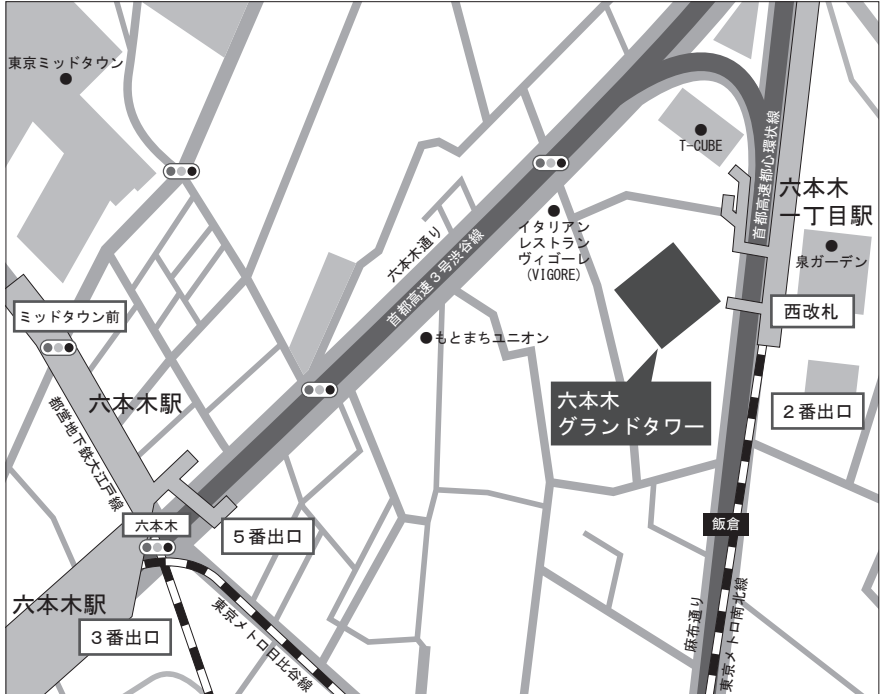 東京ミッドタウン
T-CUBE
首都高速都心環状線
六本木
一丁目駅
イタリアン
レストラン
ヴィゴーレ
(VIGORE)
六本木通り
首都高速3号渋谷線
泉ガーデン
西改札
ミッドタウン前
もとまちユニオン
六本木駅
都営地下鉄大江戸線
六本木
グランドタワー
2番出口
六本木
5番出口
飯倉
六本木駅
3番出口
東京メトロ日比谷線
麻布通り
東京メトロ南北線